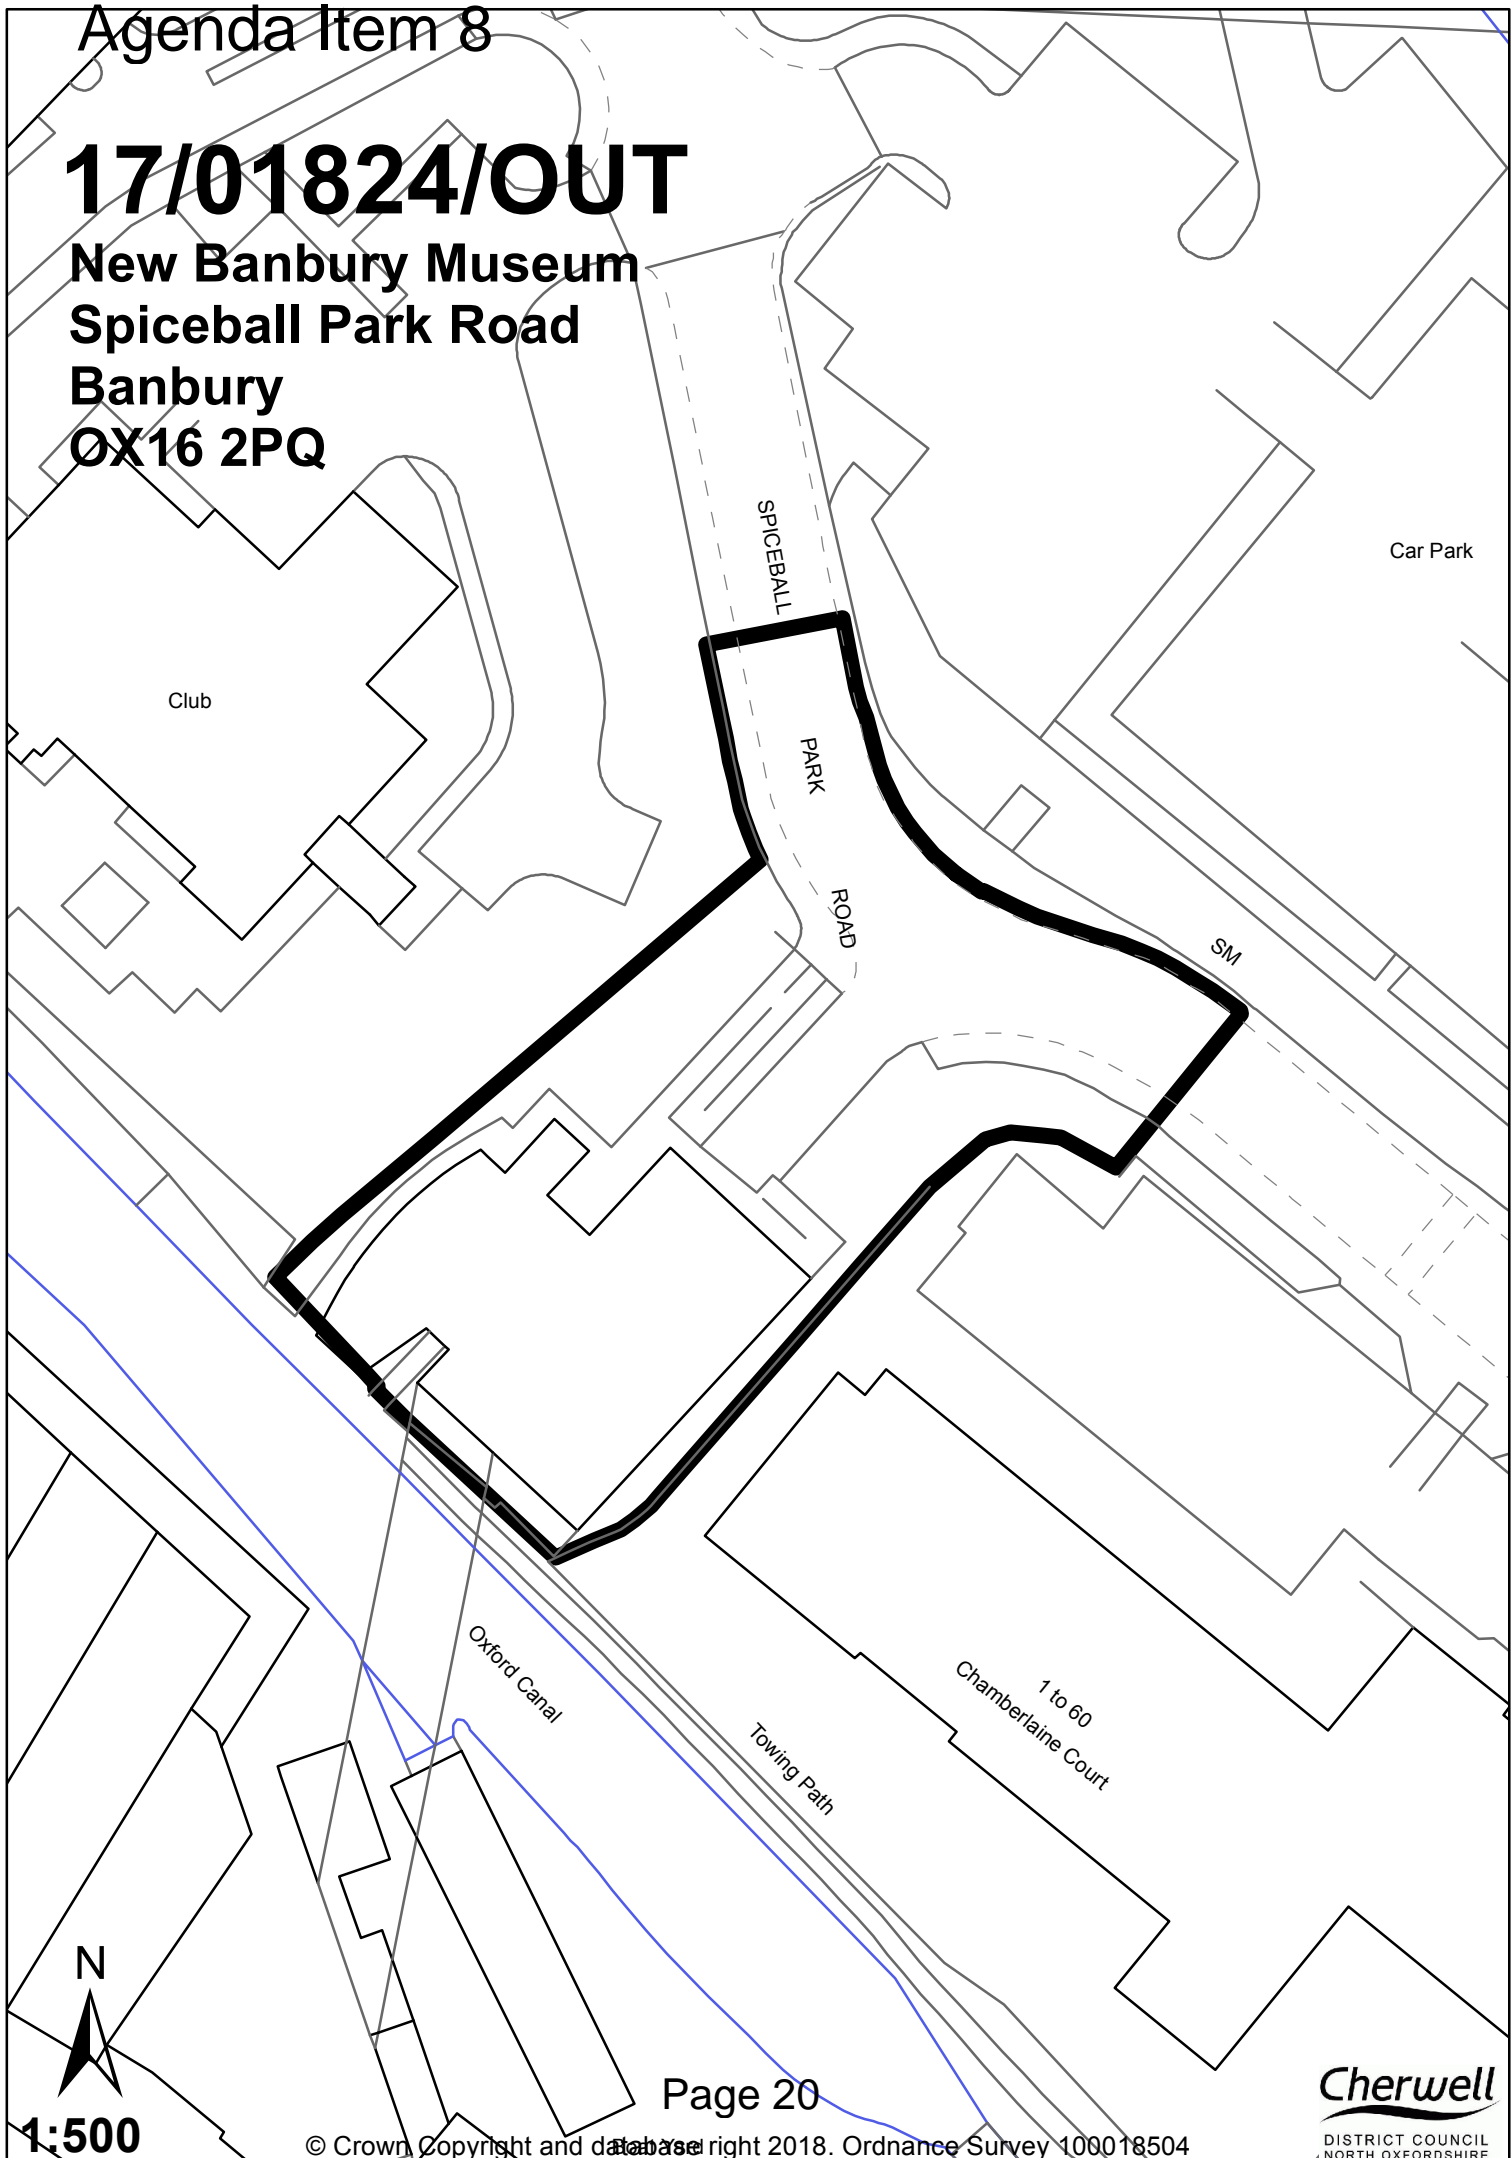 Agenda Item 8
17/01824/OUT
New Banbury Museum
Spiceball Park Road
Banbury
OX16 2PQ
SPICEBALL
Car Park
Club
PARK
ROAD
SM
Oxford Canal
1 to 60
Chamberlaine Court
Towing Path
N
1:500
Page 20
© Crown Copyright and database right 2018. Ordnance Survey 100018504
Cherwell
DISTRICT COUNCIL
NORTH OXFORDSHIRE